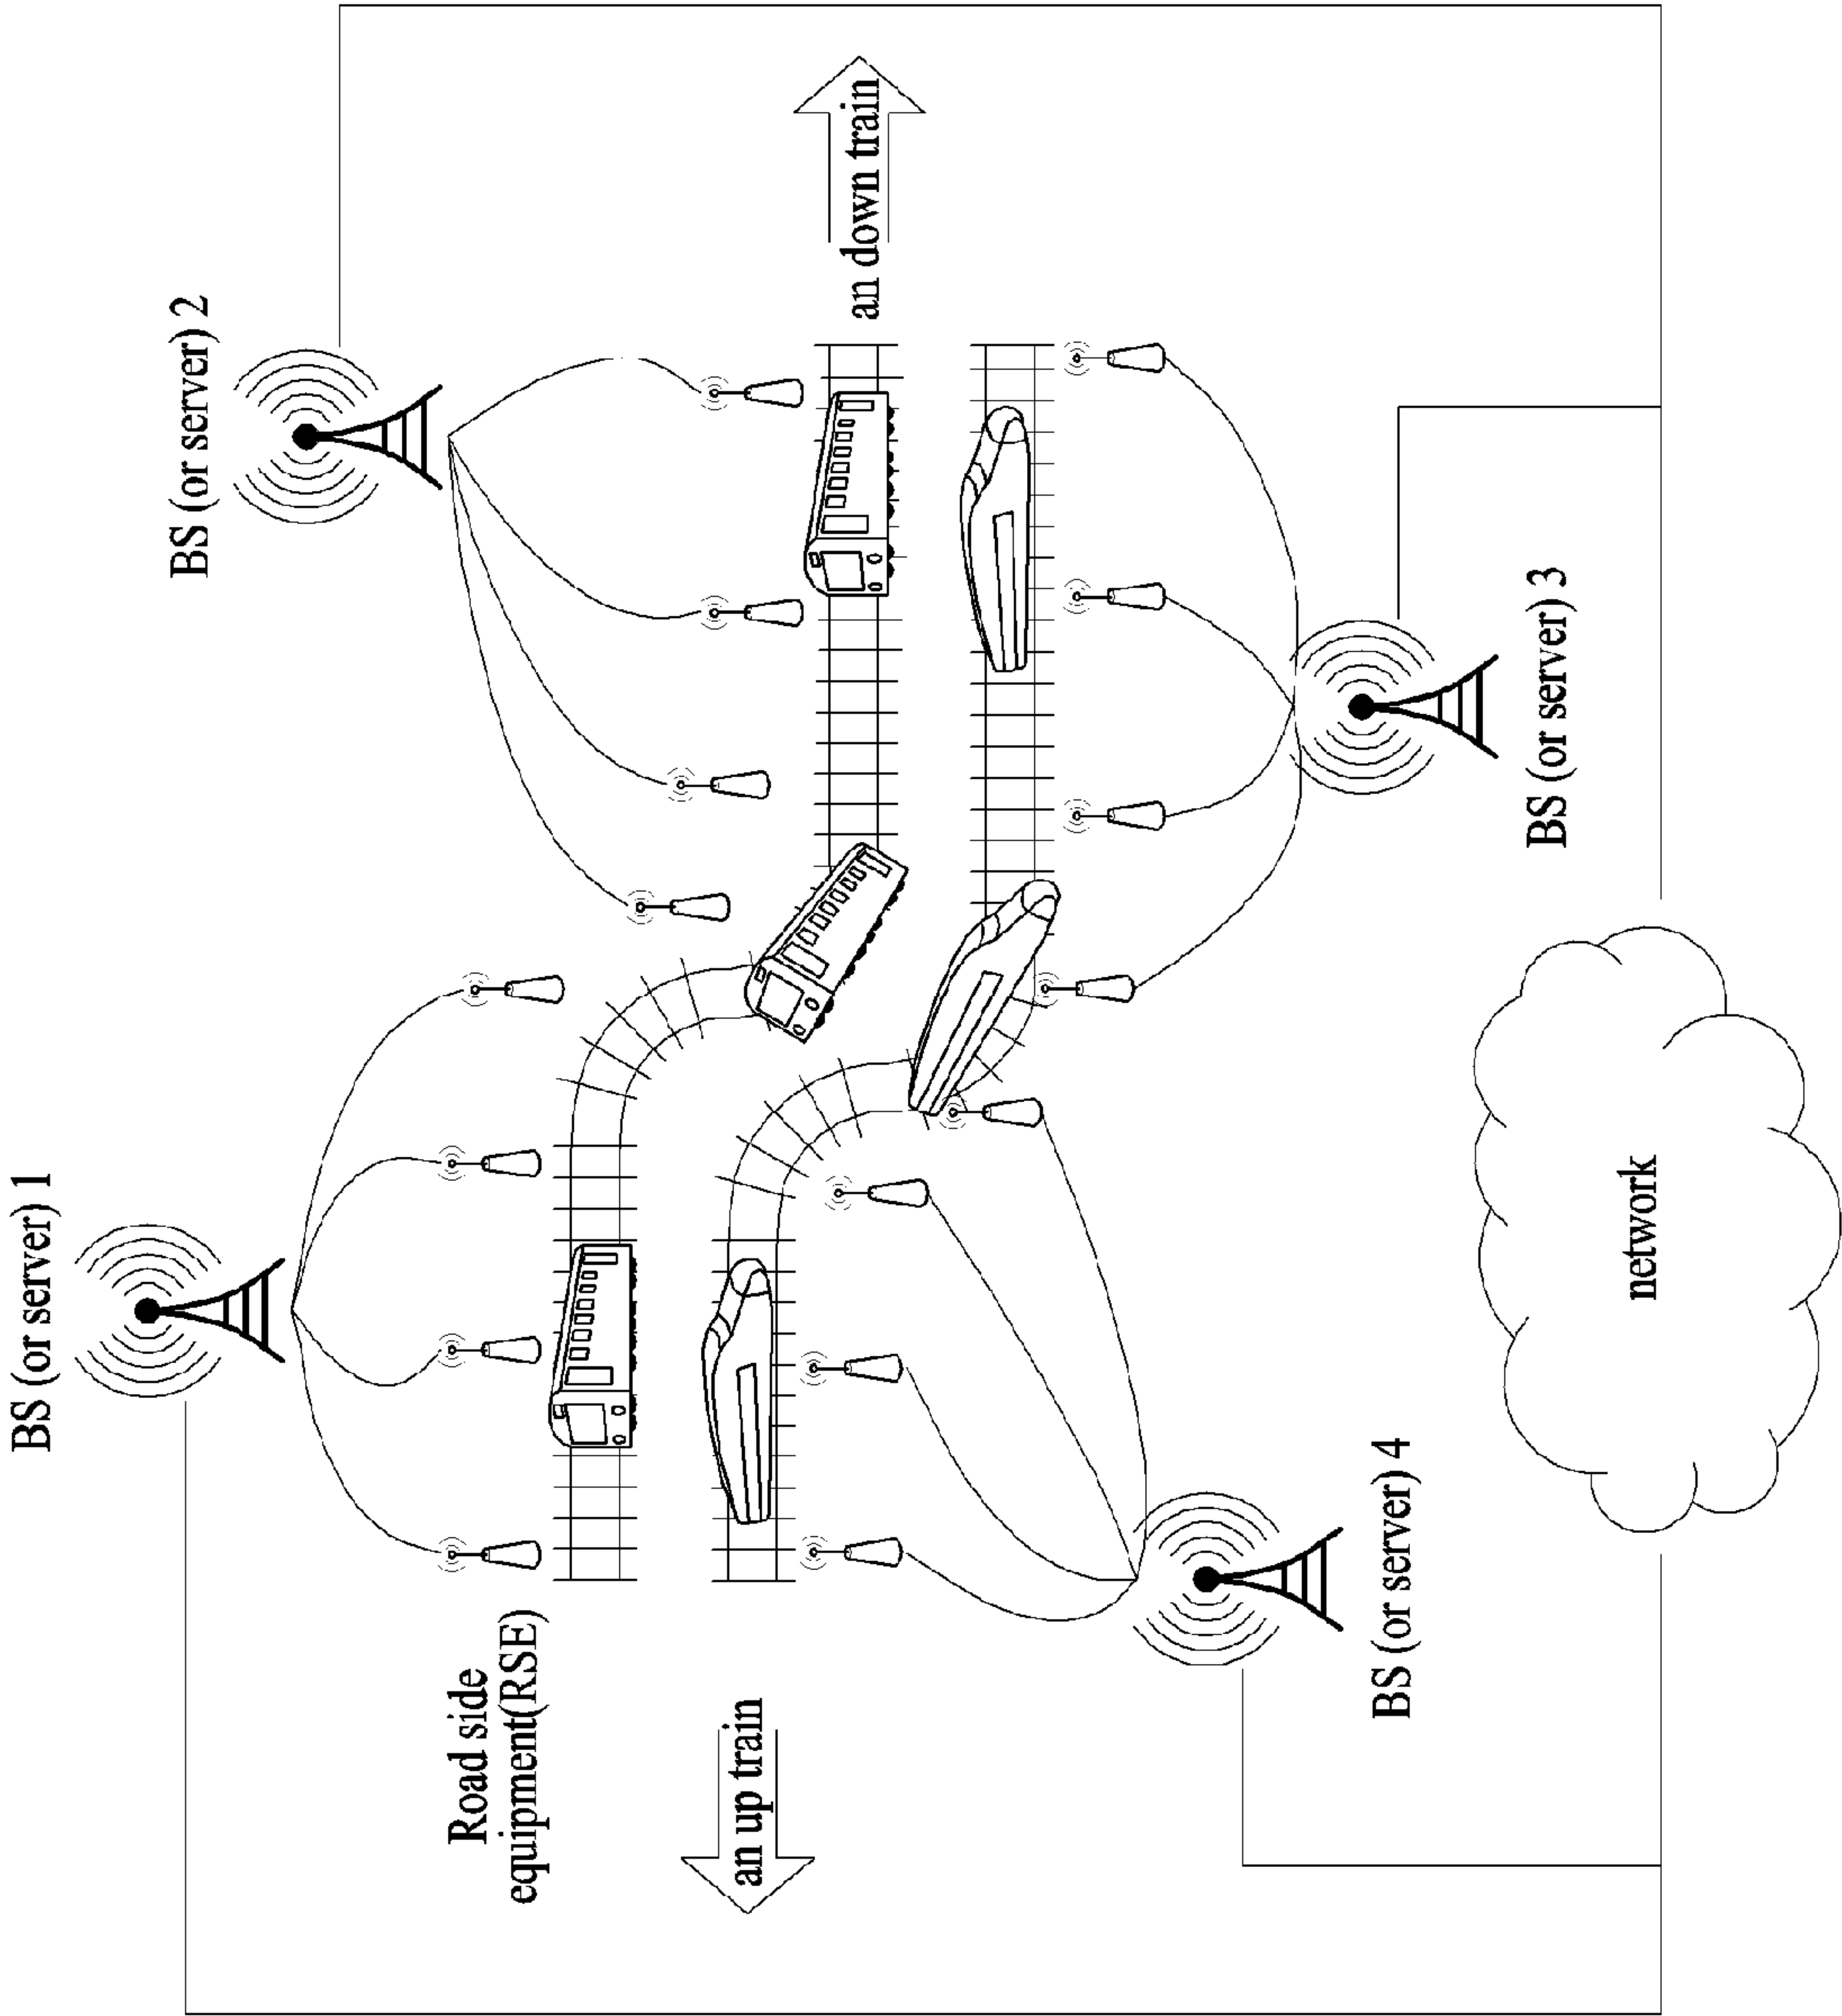 BS (or server) 1
BS (or server) 2
Road side
equipment(RSE)
an up train
an down train
BS (or server) 4
BS (or server) 3
network